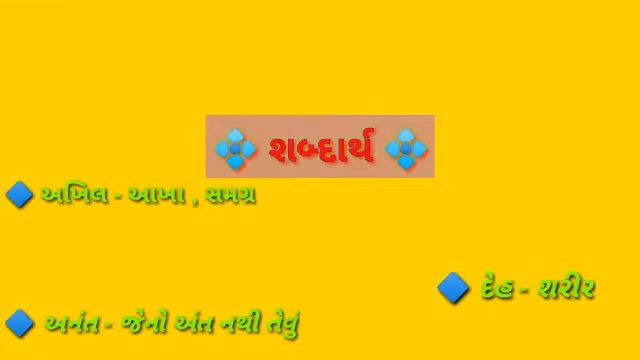 💠 શબ્દાર્થ 💠
🔷 અખિલ - આખા , સમગ્ર
🔷 દેહ - શરીર
🔷 અનંત - જેનો અંત નથી તેવું